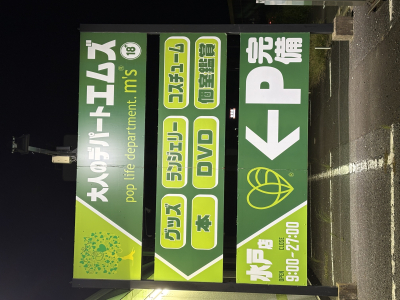 大人のデパートエムズ
18
pop life department. m's
コスチューム
個室鑑賞
ランジェリー
DVD
グッズ
本
←P完備
水戸店
OPEN CLOSE
9:00-27:00